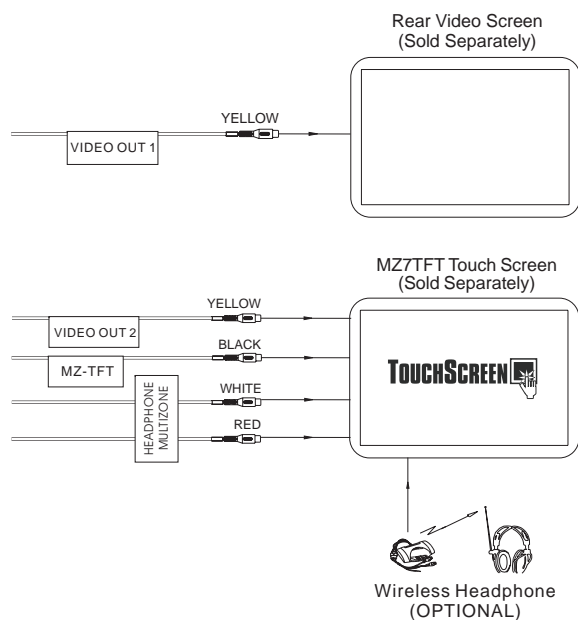 Rear Video Screen
(Sold Separately)
YELLOW
VIDEO OUT 1
MZ7TFT Touch Screen
(Sold Separately)
YELLOW
VIDEO OUT 2
BLACK
MZ-TFT
WHITE
HEADPHONE
MULTIZONE
RED
TOUCHSCREEN
Wireless Headphone
(OPTIONAL)